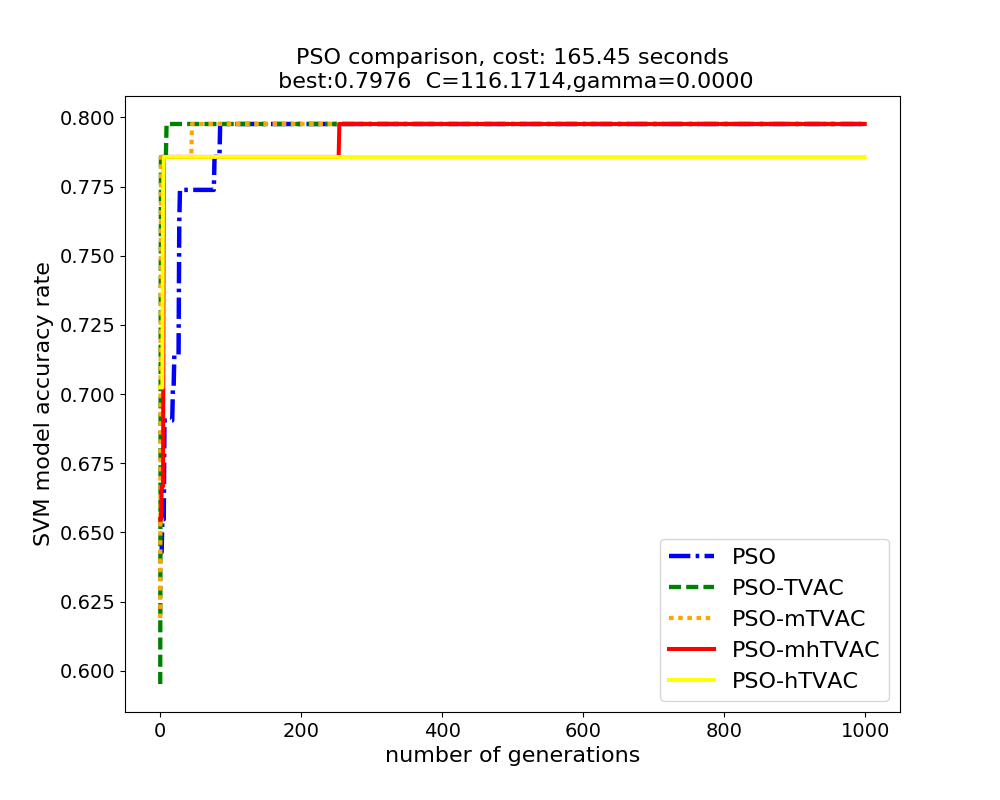 PSO comparison, cost: 165.45 seconds
best:0.7976  C=116.1714,gamma=0.0000
0.800
0.775
0.750
0.725
0.700
0.675
0.650
0.625
0.600
SVM model accuracy rate
PSO
PSO-TVAC
PSO-mTVAC
PSO-mhTVAC
PSO-hTVAC
0 200 400 600 800 1000
number of generations